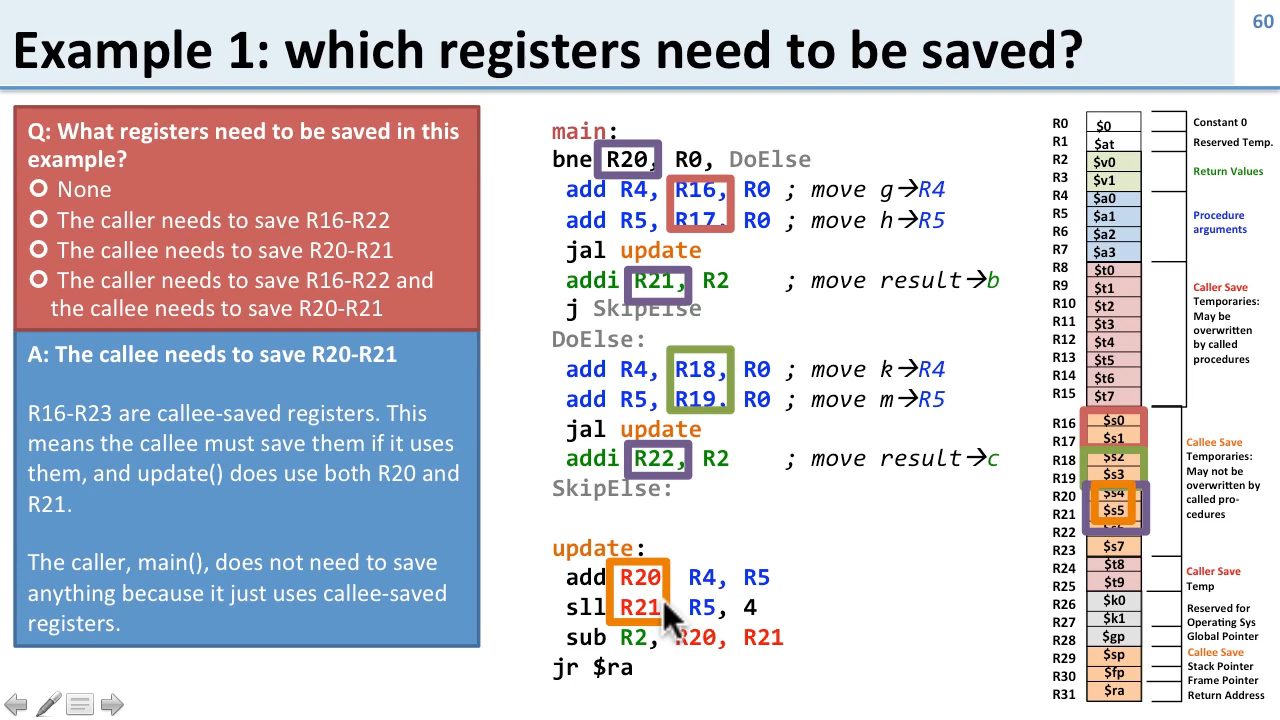 60
Example 1: which registers need to be saved?
Q: What registers need to be saved in this
example?
None
The caller needs to save R16-R22
The callee needs to save R20-R21
The caller needs to save R16-R22 and
the callee needs to save R20-R21
A: The callee needs to save R20-R21
R16-R23 are callee-saved registers. This
means the callee must save them if it uses
them, and update() does use both R20 and
R21.
The caller, main(), does not need to save
anything because it just uses callee-saved
registers.
main:
bne R20, R0, DoElse
add R4, R16, R0 ; move g→R4
add R5, R17, R0 ; move h→R5
jal update
addi R21, R2 ; move result→b
j SkipElse
DoElse:
add R4, R18, R0 ; move k→R4
add R5, R19, R0 ; move m→R5
jal update
addi R22, R2 ; move result→c
SkipElse:
update:
add R20 R4, R5
sll R21 R5, 4
sub R2, R20, R21
jr $ra
R0 $0
R1 $at
R2 $v0
R3 $v1
R4 $a0
R5 $a1
R6 $a2
R7 $a3
R8 $t0
R9 $t1
R10 $t2
R11 $t3
R12 $t4
R13 $t5
R14 $t6
R15 $t7
R16 $s0
R17 $s1
R18 $s2
R19 $s3
R20 $s4
R21 $s5
R22 $s6
R23 $s7
R24 $t8
R25 $t9
R26 $k0
R27 $k1
R28 $gp
R29 $sp
R30 $fp
R31 $ra
Constant 0
Reserved Temp.
Return Values
Procedure
arguments
Caller Save
Temporaries:
May be
overwritten
by called
procedures
Callee Save
Temporaries:
May not be
overwritten by
called pro-
cedures
Caller Save
Temp
Reserved for
Operating Sys
Global Pointer
Callee Save
Stack Pointer
Frame Pointer
Return Address